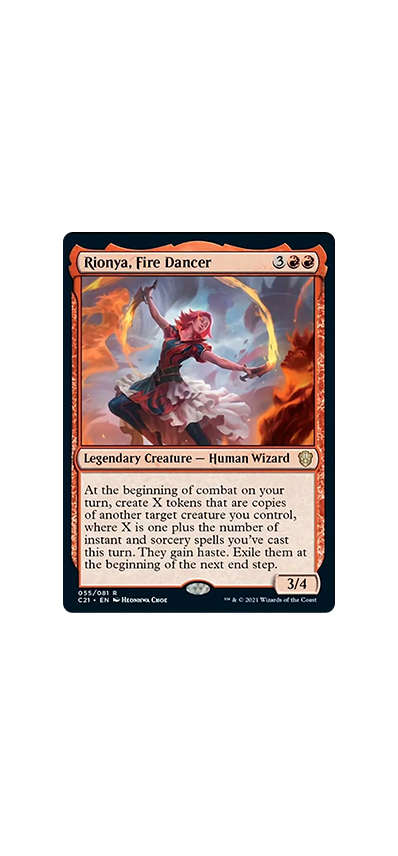 Rionya, Fire Dancer 3
Legendary Creature — Human Wizard
At the beginning of combat on your
turn, create X tokens that are copies
of another target creature you control,
where X is one plus the number of
instant and sorcery spells you've cast
this turn. They gain haste. Exile them at
the beginning of the next end step.
3/4
055/081 R
C21 • EN Heonhwa Choe
™ & © 2021 Wizards of the Coast